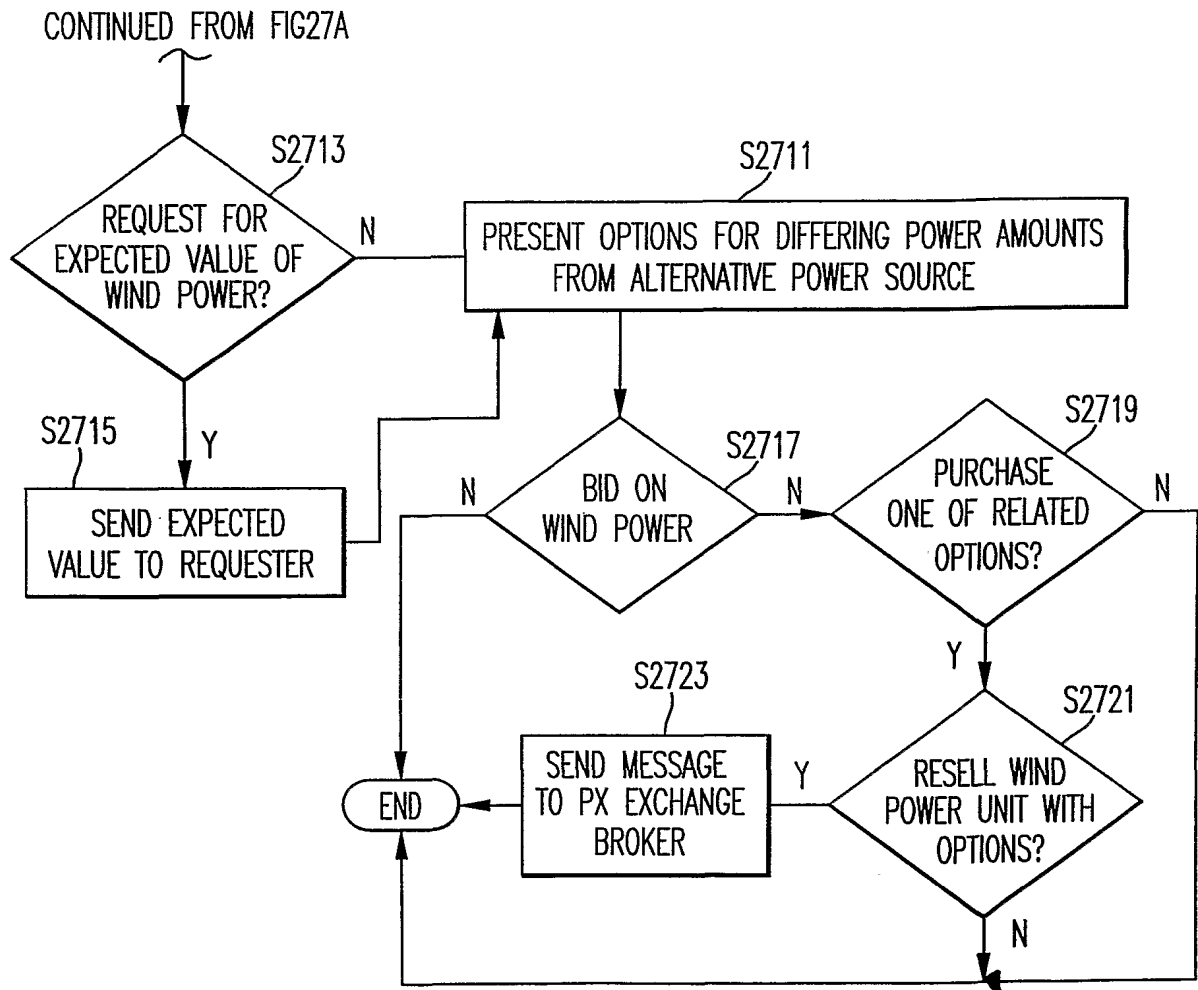 CONTINUED FROM FIG27A
S2713
REQUEST FOR
EXPECTED VALUE OF
WIND POWER?
N
Y
S2711
PRESENT OPTIONS FOR DIFFERING POWER AMOUNTS
FROM ALTERNATIVE POWER SOURCE
S2715
SEND EXPECTED
VALUE TO REQUESTER
S2717
N
BID ON
WIND POWER
N
S2719
PURCHASE
ONE OF RELATED
OPTIONS?
N
Y
S2721
RESELL WIND
POWER UNIT WITH
OPTIONS?
Y
N
S2723
SEND MESSAGE
TO PX EXCHANGE
BROKER
END